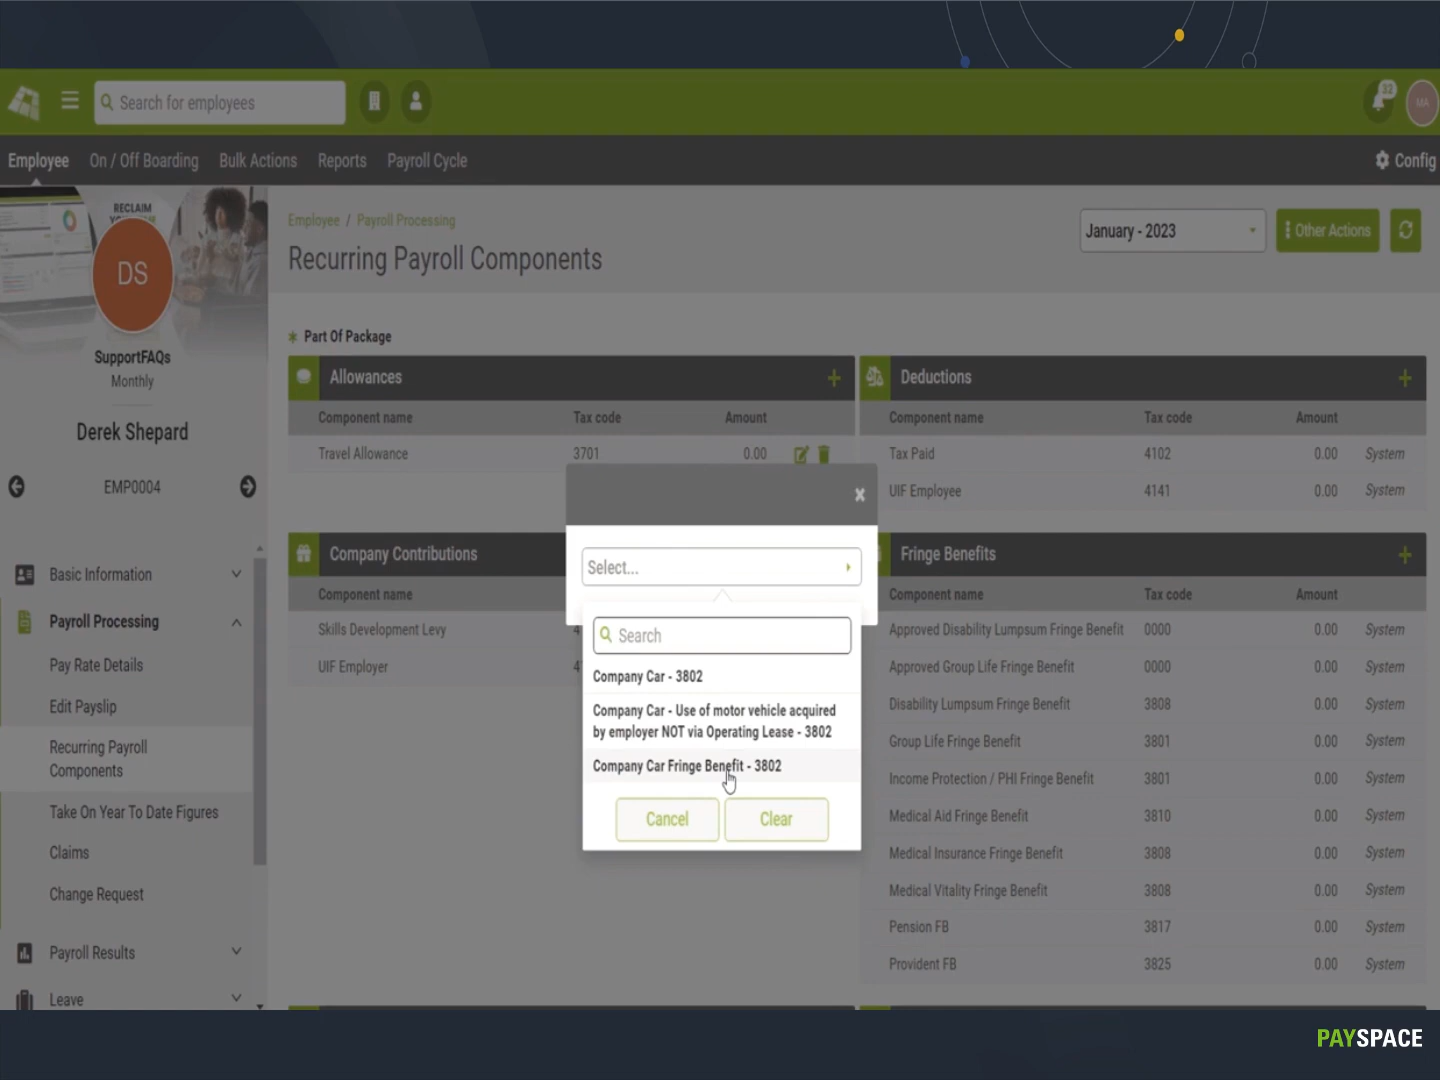 Search for employees
32
MA
Employee On / Off Boarding Bulk Actions Reports Payroll Cycle
Config
RECLAIM
DS
SupportFAQs
Monthly
Derek Shepard
EMP0004
Basic Information
Payroll Processing
Pay Rate Details
Edit Payslip
Recurring Payroll
Components
Take On Year To Date Figures
Claims
Change Request
Payroll Results
Leave
Employee / Payroll Processing
Recurring Payroll Components
January - 2023
Other Actions
Part Of Package
Allowances
Component name Tax code Amount
Travel Allowance 3701 0.00
Deductions
Component name Tax code Amount
Tax Paid 4102 0.00 System
UIF Employee 4141 0.00 System
Company Contributions
Component name
Skills Development Levy 4
UIF Employer 4
Fringe Benefits
Component name Tax code Amount
Approved Disability Lumpsum Fringe Benefit 0000 0.00 System
Approved Group Life Fringe Benefit 0000 0.00 System
Disability Lumpsum Fringe Benefit 3808 0.00 System
Group Life Fringe Benefit 3801 0.00 System
Income Protection / PHI Fringe Benefit 3801 0.00 System
Medical Aid Fringe Benefit 3810 0.00 System
Medical Insurance Fringe Benefit 3808 0.00 System
Medical Vitality Fringe Benefit 3808 0.00 System
Pension FB 3817 0.00 System
Provident FB 3825 0.00 System
Select...
Search
Company Car - 3802
Company Car - Use of motor vehicle acquired
by employer NOT via Operating Lease - 3802
Company Car Fringe Benefit - 3802
Cancel
Clear
PAYSPACE